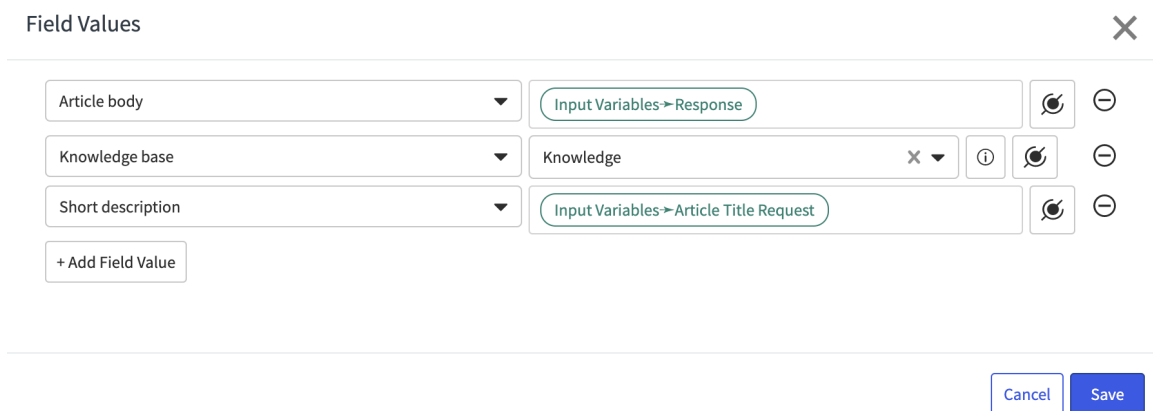 Field Values
Article body
Input Variables➛Response
Knowledge base
Knowledge
Short description
Input Variables➛Article Title Request
+ Add Field Value
Cancel
Save